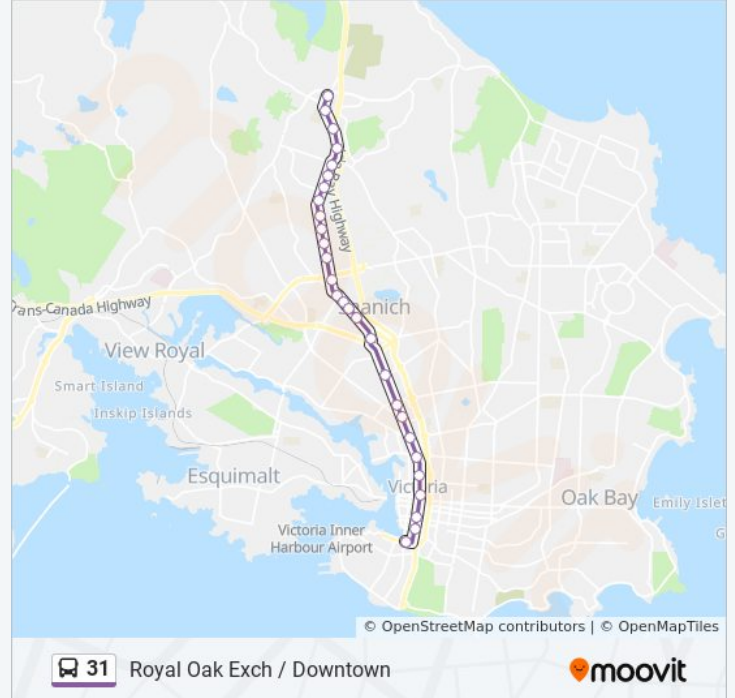 Bay Highway
Saanich
Trans-Canada Highway
View Royal
Smart Island
Inskip Islands
Esquimalt
Victoria
Oak Bay
Emily Islet
G
Victoria Inner
Harbour Airport
© OpenStreetMap contributors | © OpenMapTiles
31 Royal Oak Exch / Downtown
moovit